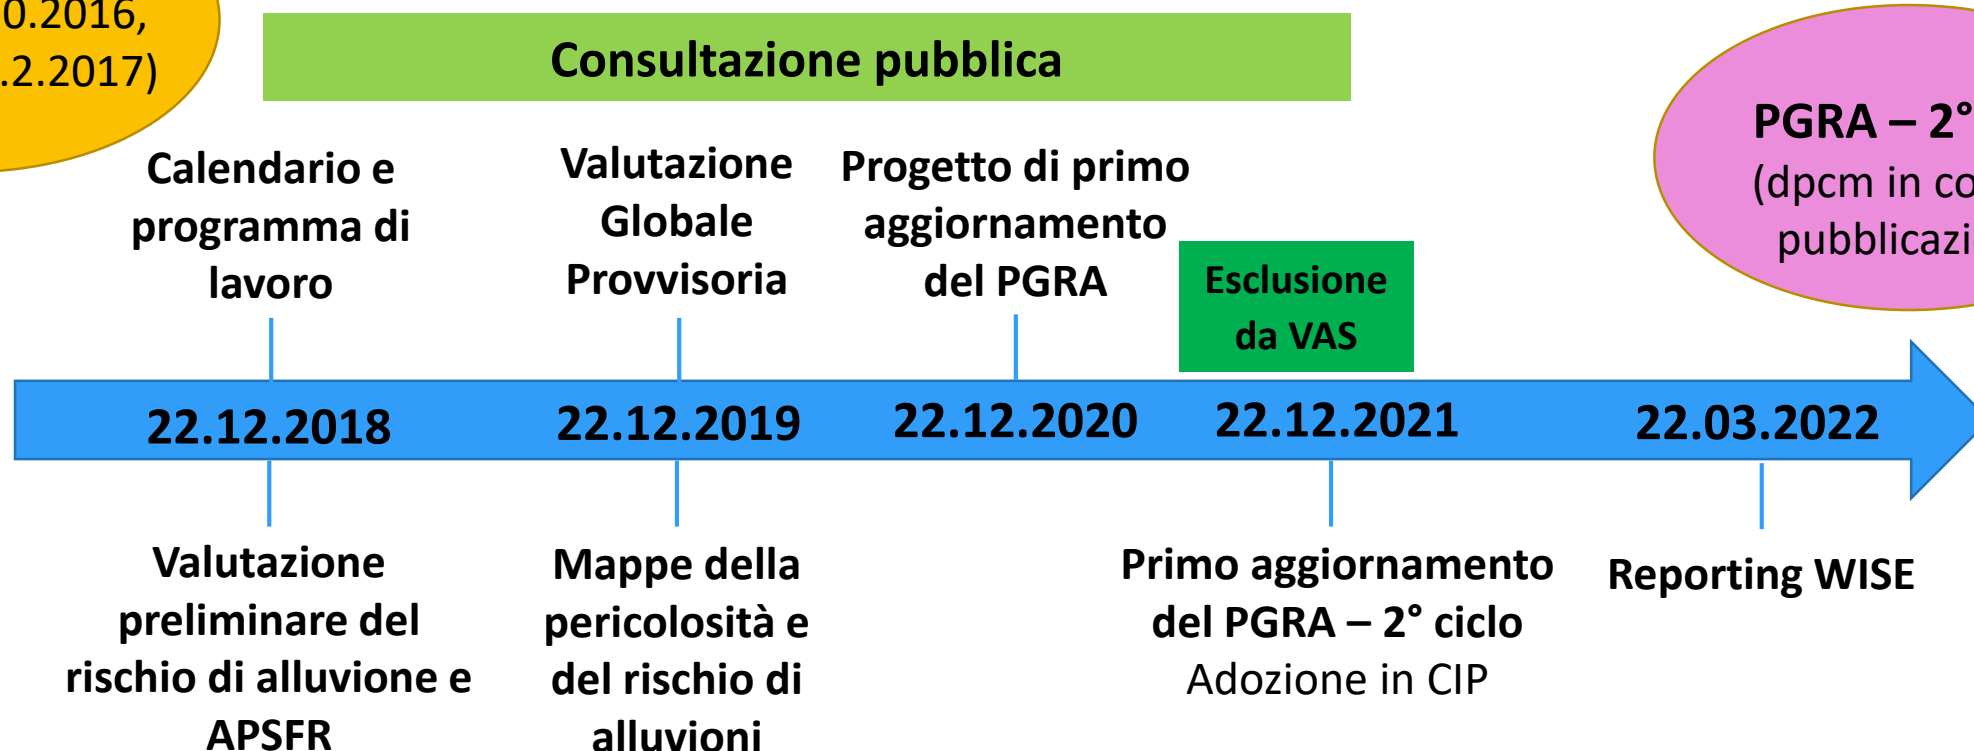 0.2016,
.2.2017)
Consultazione pubblica
PGRA – 2°
(dpcm in co
pubblicazi
Calendario e
programma di
lavoro
Valutazione
Globale
Provvisoria
Progetto di primo
aggiornamento
del PGRA
Esclusione
da VAS
22.12.2018
22.12.2019
22.12.2020
22.12.2021
22.03.2022
Valutazione
preliminare del
rischio di alluvione e
APSFR
Mappe della
pericolosità e
del rischio di
alluvioni
Primo aggiornamento
del PGRA – 2° ciclo
Adozione in CIP
Reporting WISE